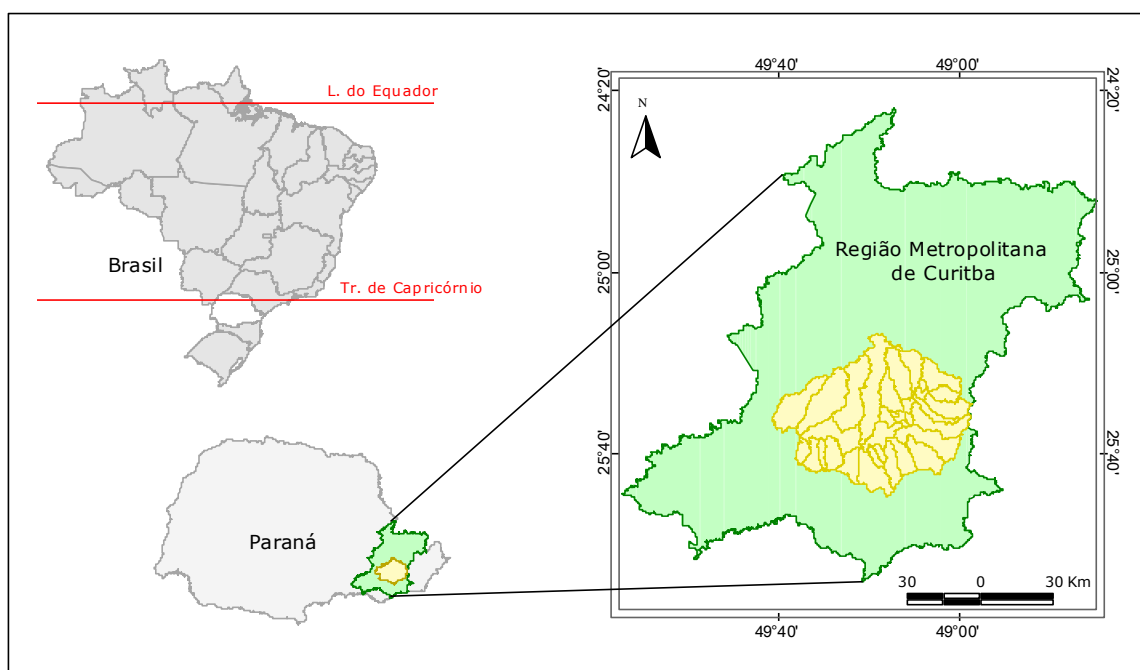 L. do Equador
Brasil
Tr. de Capricórnio
Paraná
49°40' 49°00'
24°20' 24°20'
N
Região Metropolitana
de Curitba
25°00' 25°00'
25°40' 25°40'
30 0 30 Km
49°40' 49°00'